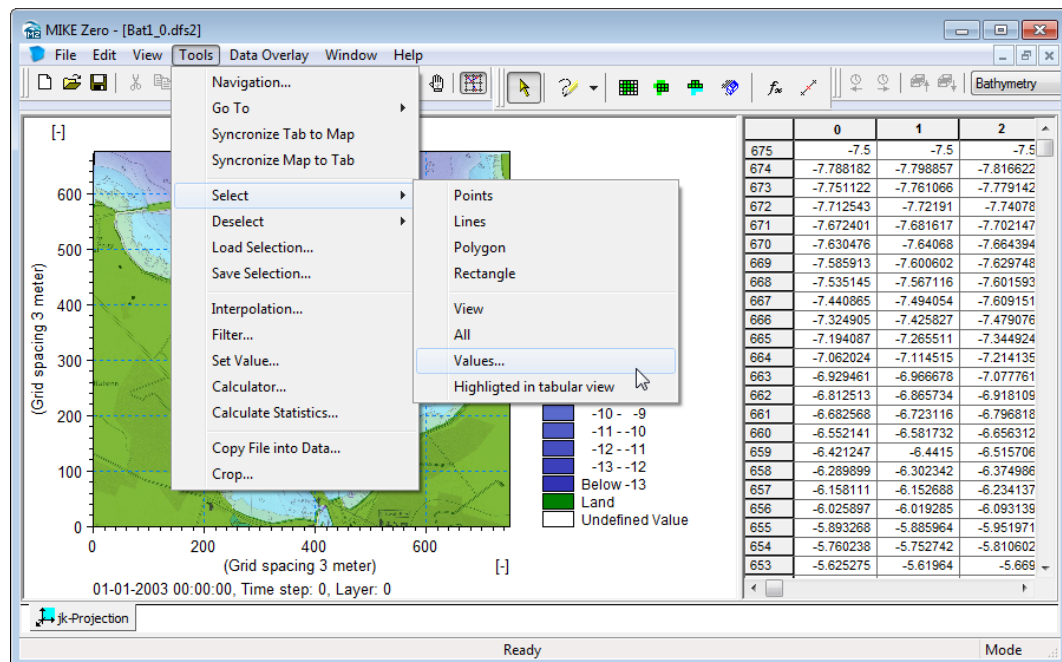 MIKE Zero - [Bat1_0.dfs2]
File Edit View Tools Data Overlay Window Help
Bathymetry
Navigation...
Go To
Syncronize Tab to Map
Syncronize Map to Tab
Select
Deselect
Load Selection...
Save Selection...
Interpolation...
Filter...
Set Value...
Calculator...
Calculate Statistics...
Copy File into Data...
Crop...
Points
Lines
Polygon
Rectangle
View
All
Values...
Highligted in tabular view
[-]
(Grid spacing 3 meter)
600
500
400
300
200
100
0
0 200 400 600
(Grid spacing 3 meter) [-]
01-01-2003 00:00:00, Time step: 0, Layer: 0
-10 - -9
-11 - -10
-12 - -11
-13 - -12
Below -13
Land
Undefined Value
0 1 2
675 -7.5 -7.5 -7.5
674 -7.788182 -7.798857 -7.816622
673 -7.751122 -7.761066 -7.779142
672 -7.712543 -7.72191 -7.74078
671 -7.672401 -7.681617 -7.702147
670 -7.630476 -7.64068 -7.664394
669 -7.585913 -7.600602 -7.629748
668 -7.535145 -7.567116 -7.601593
667 -7.440865 -7.494054 -7.609151
666 -7.324905 -7.425827 -7.479076
665 -7.194087 -7.265511 -7.344924
664 -7.062024 -7.114515 -7.214135
663 -6.929461 -6.966678 -7.077761
662 -6.812513 -6.865734 -6.918109
661 -6.682568 -6.723116 -6.796818
660 -6.552141 -6.581732 -6.656312
659 -6.421247 -6.4415 -6.515706
658 -6.289899 -6.302342 -6.374986
657 -6.158111 -6.152688 -6.234137
656 -6.025897 -6.019285 -6.093139
655 -5.893268 -5.885964 -5.951971
654 -5.760238 -5.752742 -5.810602
653 -5.625275 -5.61964 -5.669
jk-Projection
Ready
Mode